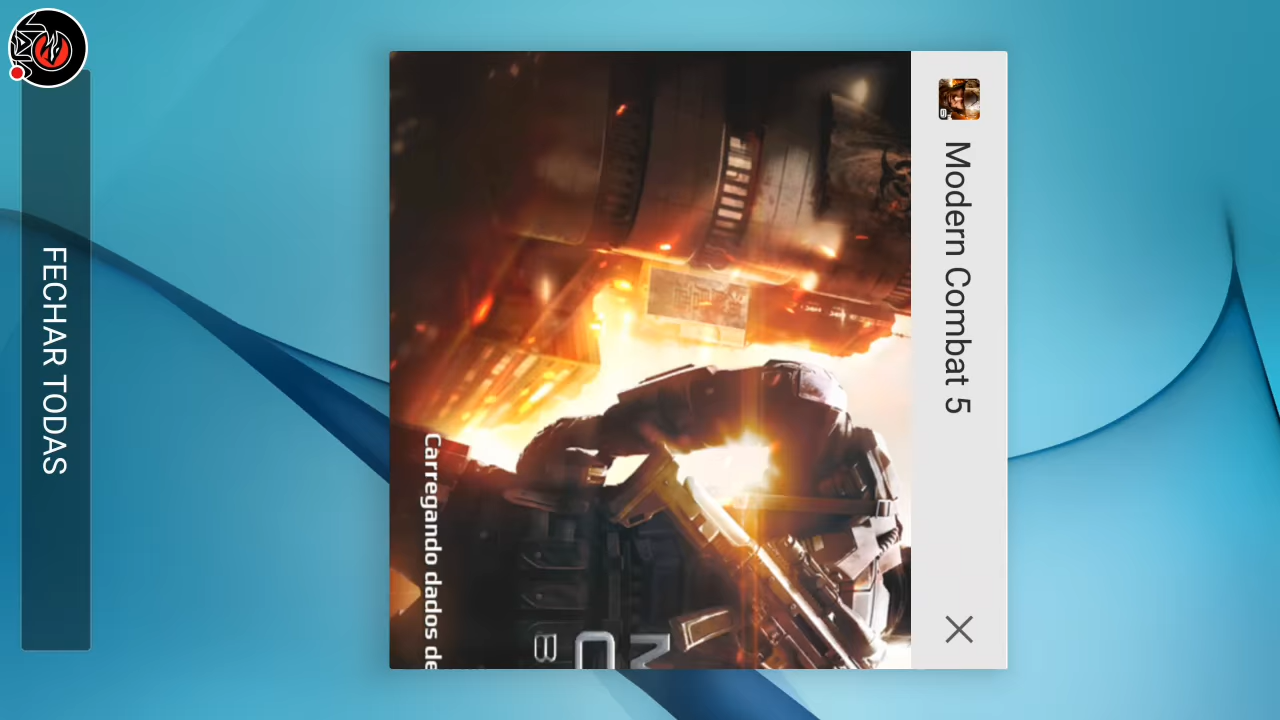 Modern Combat 5
M
C
B
Carregando dados de
FECHAR TODAS